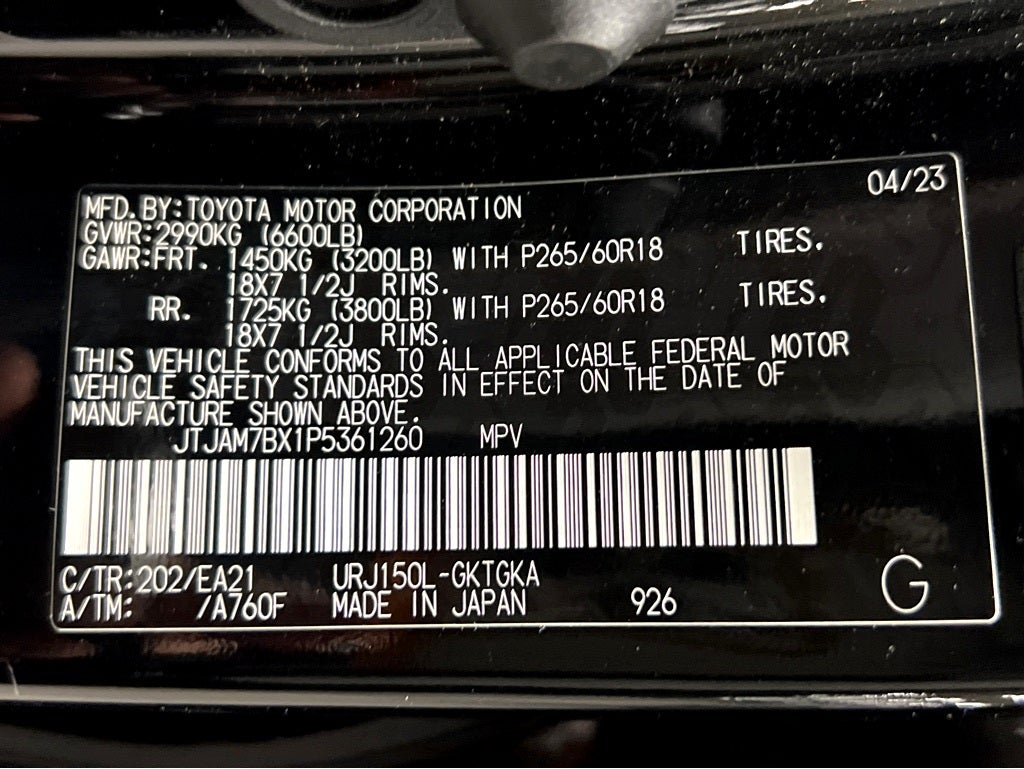 04/23
MFD.BY:TOYOTA MOTOR CORPORATION
GVWR:2990KG (6600LB)
GAWR:FRT. 1450KG (3200LB) WITH P265/60R18 TIRES.
18X7 1/2J RIMS.
RR. 1725KG (3800LB) WITH P265/60R18 TIRES.
18X7 1/2J RIMS.
THIS VEHICLE CONFORMS TO ALL APPLICABLE FEDERAL MOTOR
VEHICLE SAFETY STANDARDS IN EFFECT ON THE DATE OF
MANUFACTURE SHOWN ABOVE.
JTJAM7BX1P5361260 MPV
C/TR:202/EA21 URJ150L-GKTGKA
A/TM: /A760F MADE IN JAPAN 926 G